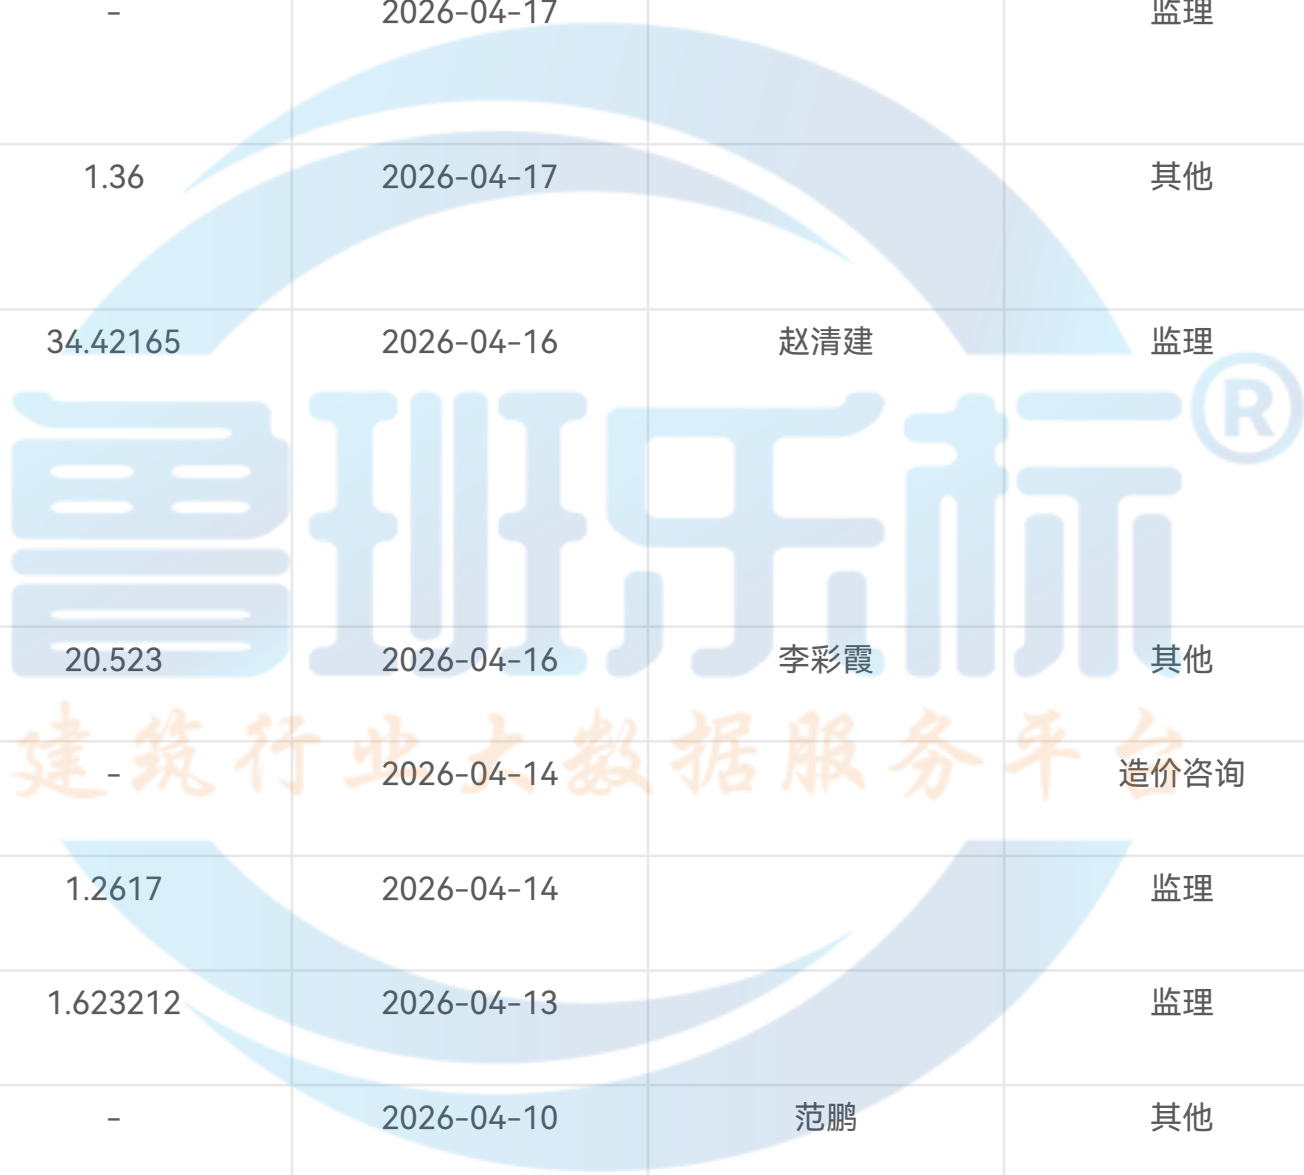 - 2026-04-17 监理
1.36 2026-04-17 其他
34.42165 2026-04-16 赵清建 监理
鲁班乐标®
20.523 2026-04-16 李彩霞 其他
建筑行业大数据服务平台
- 2026-04-14 造价咨询
1.2617 2026-04-14 监理
1.623212 2026-04-13 监理
- 2026-04-10 范鹏 其他